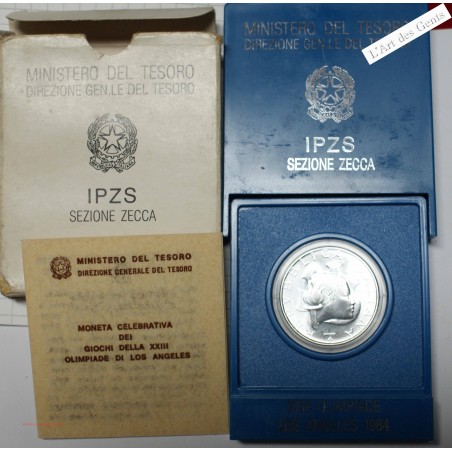 MINISTERO DEL TESORO
DIREZIONE GEN.LE DEL TESORO
IPZS
SEZIONE ZECCA
MINISTERO DEL TESORO
DIREZIONE GEN.LE DEL TESORO
IPZS
SEZIONE ZECCA
L'Art des Gents
MINISTERO DEL TESORO
DIREZIONE GENERALE DEL TESORO
MONETA CELEBRATIVA
DEI
GIOCHI DELLA XXIII
OLIMPIADE DI LOS ANGELES
LOS ANGELES 1984